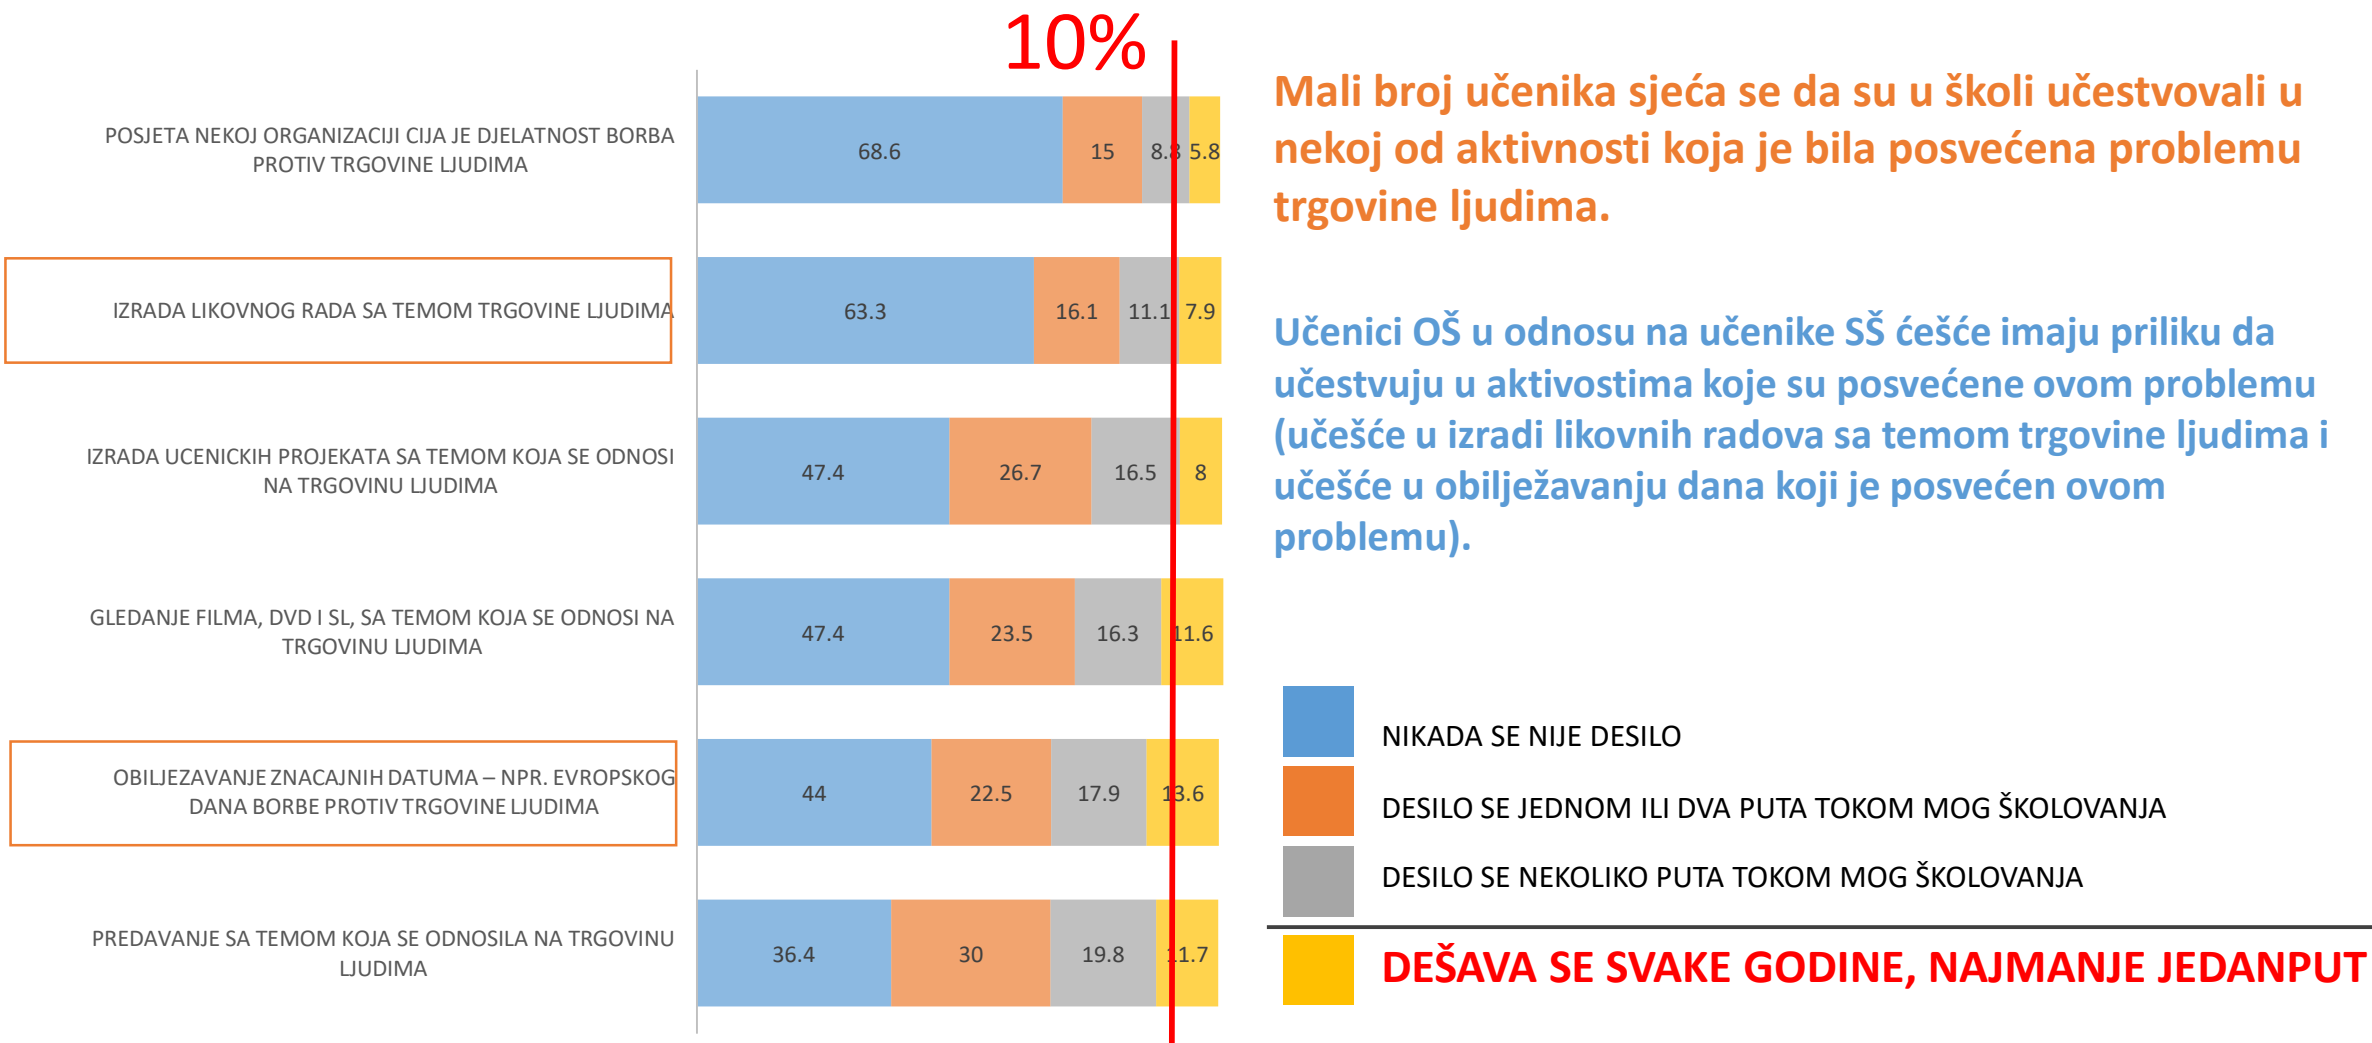 10%
POSJETA NEKOJ ORGANIZACIJI CIJA JE DJELATNOST BORBA
PROTIV TRGOVINE LJUDIMA
68.6
15
8.8
5.8
IZRADA LIKOVNOG RADA SA TEMOM TRGOVINE LJUDIMA
63.3
16.1
11.1
7.9
IZRADA UCENICKIH PROJEKATA SA TEMOM KOJA SE ODNOSI
NA TRGOVINU LJUDIMA
47.4
26.7
16.5
8
GLEDANJE FILMA, DVD I SL, SA TEMOM KOJA SE ODNOSI NA
TRGOVINU LJUDIMA
47.4
23.5
16.3
11.6
OBILJEZAVANJE ZNACAJNIH DATUMA – NPR. EVROPSKOG
DANA BORBE PROTIV TRGOVINE LJUDIMA
44
22.5
17.9
13.6
PREDAVANJE SA TEMOM KOJA SE ODNOSILA NA TRGOVINU
LJUDIMA
36.4
30
19.8
11.7
Mali broj učenika sjeća se da su u školi učestvovali u
nekoj od aktivnosti koja je bila posvećena problemu
trgovine ljudima.
Učenici OŠ u odnosu na učenike SŠ ćešće imaju priliku da
učestvuju u aktivostima koje su posvećene ovom problemu
(učešće u izradi likovnih radova sa temom trgovine ljudima i
učešće u obilježavanju dana koji je posvećen ovom
problemu).
NIKADA SE NIJE DESILO
DESILO SE JEDNOM ILI DVA PUTA TOKOM MOG ŠKOLOVANJA
DESILO SE NEKOLIKO PUTA TOKOM MOG ŠKOLOVANJA
DEŠAVA SE SVAKE GODINE, NAJMANJE JEDANPUT